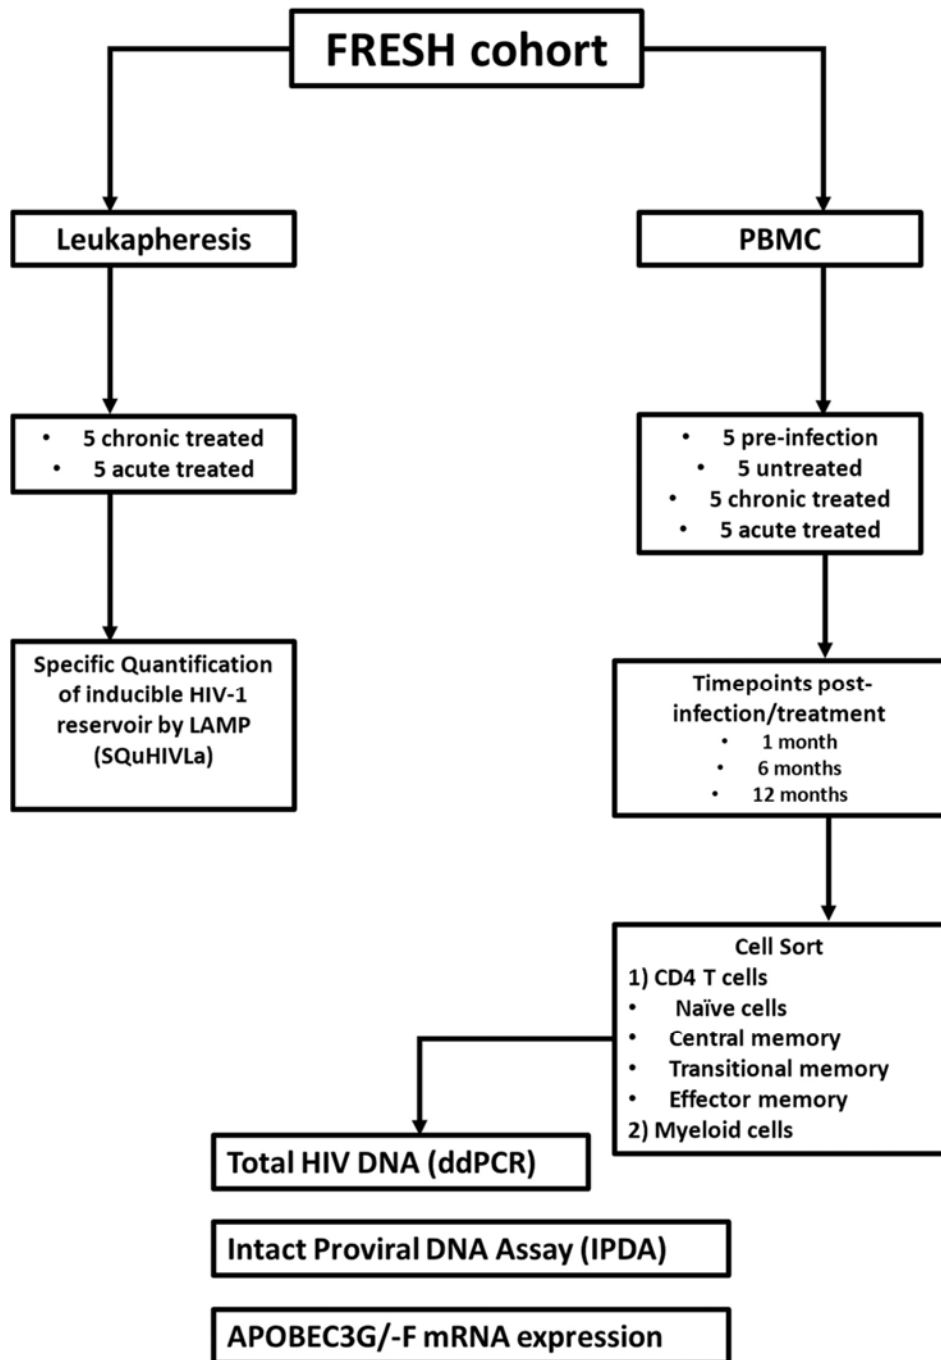 FRESH cohort
Leukapheresis
PBMC
• 5 chronic treated
• 5 acute treated
• 5 pre-infection
• 5 untreated
• 5 chronic treated
• 5 acute treated
Specific Quantification
of inducible HIV-1
reservoir by LAMP
(SQuHIVLa)
Timepoints post-
infection/treatment
• 1 month
• 6 months
• 12 months
Cell Sort
1) CD4 T cells
• Naïve cells
• Central memory
• Transitional memory
• Effector memory
2) Myeloid cells
Total HIV DNA (ddPCR)
Intact Proviral DNA Assay (IPDA)
APOBEC3G/-F mRNA expression